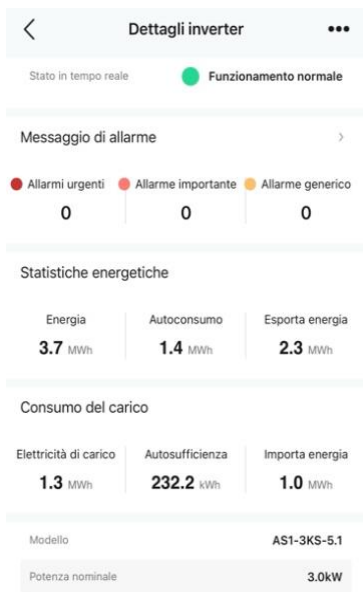 Dettagli inverter
Stato in tempo reale Funzionamento normale
Messaggio di allarme
Allarmi urgenti Allarme importante Allarme generico
0 0 0
Statistiche energetiche
Energia Autoconsumo Esporta energia
3.7 MWh 1.4 MWh 2.3 MWh
Consumo del carico
Elettricità di carico Autosufficienza Importa energia
1.3 MWh 232.2 kWh 1.0 MWh
Modello AS1-3KS-5.1
Potenza nominale 3.0kW